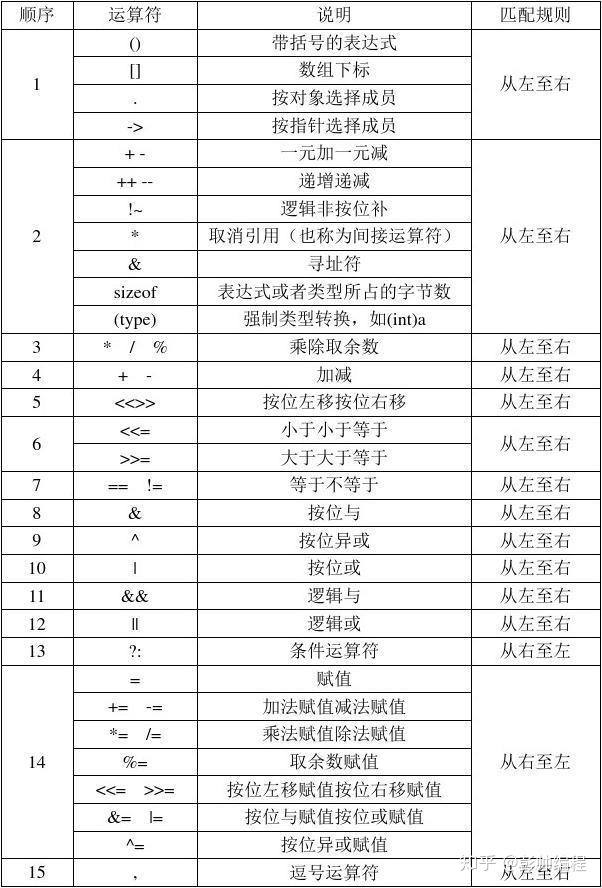 顺序 运算符 说明 匹配规则
1 () 带括号的表达式 从左至右
[] 数组下标
. 按对象选择成员
-> 按指针选择成员
2 + - 一元加一元减 从左至右
++ -- 递增递减
!~ 逻辑非按位补
* 取消引用（也称为间接运算符）
& 寻址符
sizeof 表达式或者类型所占的字节数
(type) 强制类型转换，如(int)a
3 * / % 乘除取余数 从左至右
4 + - 加减 从左至右
5 <<>> 按位左移按位右移 从左至右
6 <<= 小于小于等于 从左至右
>>= 大于大于等于
7 == != 等于不等于 从左至右
8 & 按位与 从左至右
9 ^ 按位异或 从左至右
10 | 按位或 从左至右
11 && 逻辑与 从左至右
12 || 逻辑或 从左至右
13 ?: 条件运算符 从右至左
14 = 赋值 从右至左
+= -= 加法赋值减法赋值
*= /= 乘法赋值除法赋值
%= 取余数赋值
<<= >>= 按位左移赋值按位右移赋值
&= |= 按位与赋值按位或赋值
^= 按位异或赋值
15 , 逗号运算符 从左至右
知乎 @彭帅编程